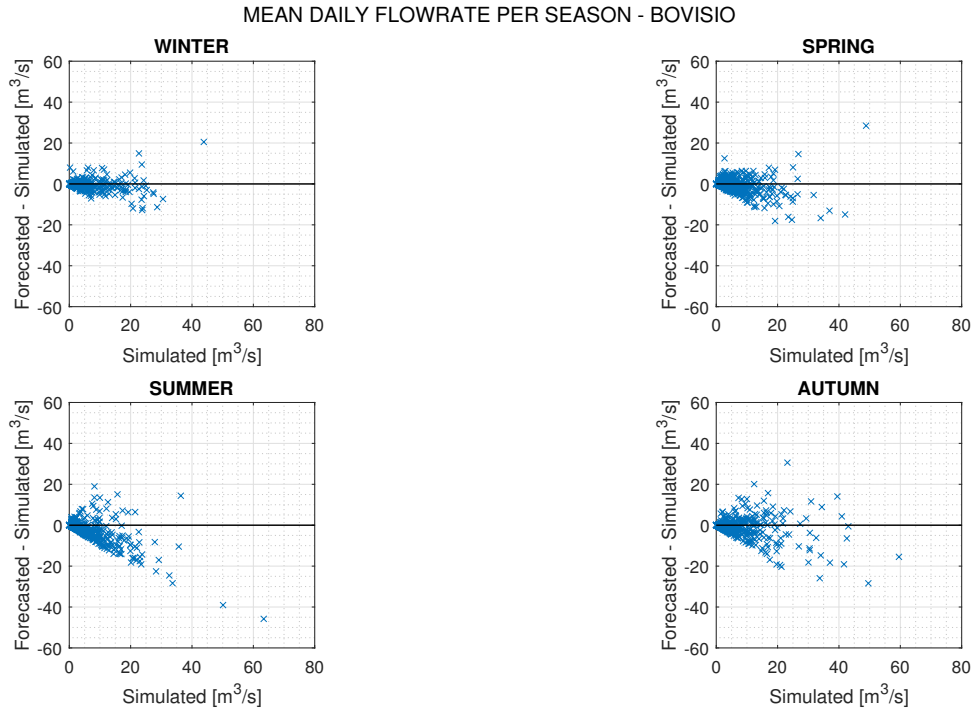 MEAN DAILY FLOWRATE PER SEASON - BOVISIO
WINTER
Forecasted - Simulated [m³/s]
60
40
20
0
-20
-40
-60
0 20 40 60 80
Simulated [m³/s]
SPRING
Forecasted - Simulated [m³/s]
60
40
20
0
-20
-40
-60
0 20 40 60 80
Simulated [m³/s]
SUMMER
Forecasted - Simulated [m³/s]
60
40
20
0
-20
-40
-60
0 20 40 60 80
Simulated [m³/s]
AUTUMN
Forecasted - Simulated [m³/s]
60
40
20
0
-20
-40
-60
0 20 40 60 80
Simulated [m³/s]